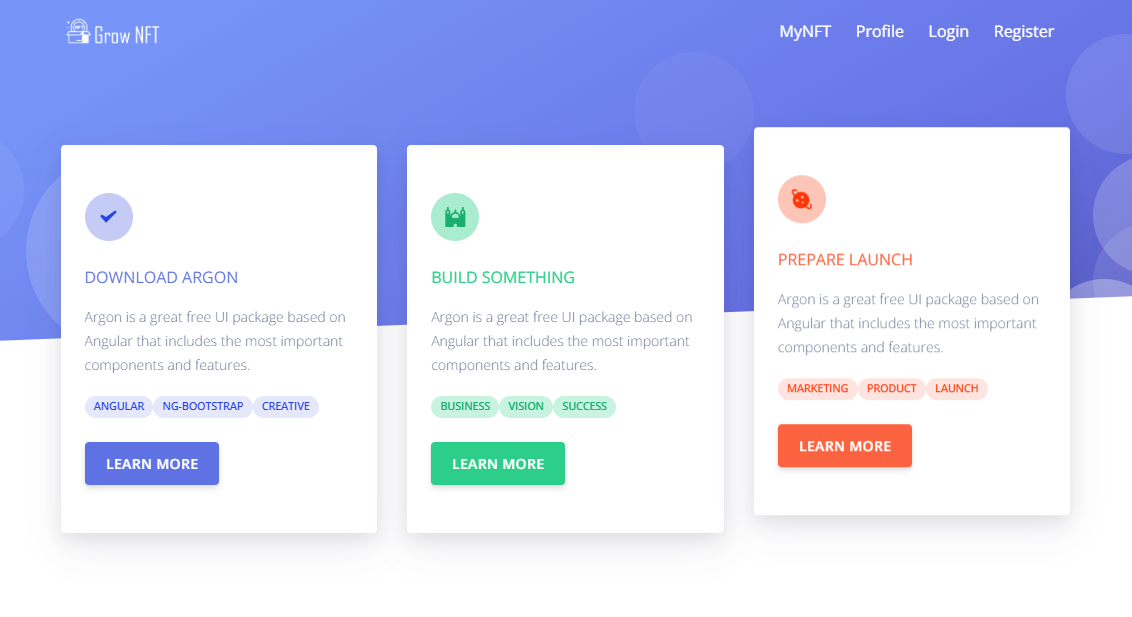 Grow NFT
MyNFT Profile Login Register
DOWNLOAD ARGON
Argon is a great free UI package based on
Angular that includes the most important
components and features.
ANGULAR NG-BOOTSTRAP CREATIVE
LEARN MORE
BUILD SOMETHING
Argon is a great free UI package based on
Angular that includes the most important
components and features.
BUSINESS VISION SUCCESS
LEARN MORE
PREPARE LAUNCH
Argon is a great free UI package based on
Angular that includes the most important
components and features.
MARKETING PRODUCT LAUNCH
LEARN MORE